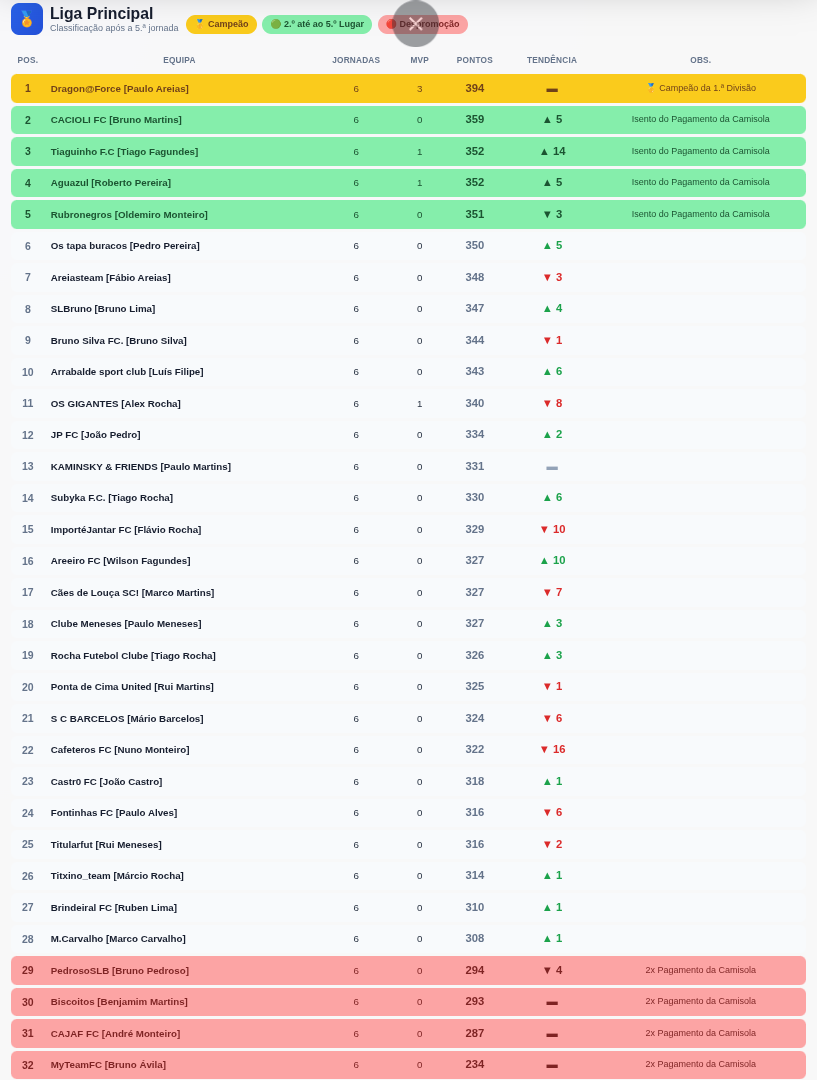 Liga Principal
Classificação após a 5.ª jornada
Campeão
2.º até ao 5.º Lugar
POS. EQUIPA JORNADAS MVP PONTOS TENDÊNCIA OBS.
1 Dragon@Force [Paulo Areias] 6 3 394 ▬ 🥇 Campeão da 1.ª Divisão
2 CACIOLI FC [Bruno Martins] 6 0 359 ▲ 5 Isento do Pagamento da Camisola
3 Tiaguinho F.C [Tiago Fagundes] 6 1 352 ▲ 14 Isento do Pagamento da Camisola
4 Aguazul [Roberto Pereira] 6 1 352 ▲ 5 Isento do Pagamento da Camisola
5 Rubronegros [Oldemiro Monteiro] 6 0 351 ▼ 3 Isento do Pagamento da Camisola
6 Os tapa buracos [Pedro Pereira] 6 0 350 ▲ 5
7 Areiasteam [Fábio Areias] 6 0 348 ▼ 3
8 SLBruno [Bruno Lima] 6 0 347 ▲ 4
9 Bruno Silva FC. [Bruno Silva] 6 0 344 ▼ 1
10 Arrabalde sport club [Luís Filipe] 6 0 343 ▲ 6
11 OS GIGANTES [Alex Rocha] 6 1 340 ▼ 8
12 JP FC [João Pedro] 6 0 334 ▲ 2
13 KAMINSKY & FRIENDS [Paulo Martins] 6 0 331 ▬
14 Subyka F.C. [Tiago Rocha] 6 0 330 ▲ 6
15 ImportéJantar FC [Flávio Rocha] 6 0 329 ▼ 10
16 Areeiro FC [Wilson Fagundes] 6 0 327 ▲ 10
17 Cães de Louça SC! [Marco Martins] 6 0 327 ▼ 7
18 Clube Meneses [Paulo Meneses] 6 0 327 ▲ 3
19 Rocha Futebol Clube [Tiago Rocha] 6 0 326 ▲ 3
20 Ponta de Cima United [Rui Martins] 6 0 325 ▼ 1
21 S C BARCELOS [Mário Barcelos] 6 0 324 ▼ 6
22 Cafeteros FC [Nuno Monteiro] 6 0 322 ▼ 16
23 Castr0 FC [João Castro] 6 0 318 ▲ 1
24 Fontinhas FC [Paulo Alves] 6 0 316 ▼ 6
25 Titularfut [Rui Meneses] 6 0 316 ▼ 2
26 Titxino_team [Márcio Rocha] 6 0 314 ▲ 1
27 Brindeiral FC [Ruben Lima] 6 0 310 ▲ 1
28 M.Carvalho [Marco Carvalho] 6 0 308 ▲ 1
29 PedrosoSLB [Bruno Pedroso] 6 0 294 ▼ 4 2x Pagamento da Camisola
30 Biscoitos [Benjamim Martins] 6 0 293 ▬ 2x Pagamento da Camisola
31 CAJAF FC [André Monteiro] 6 0 287 ▬ 2x Pagamento da Camisola
32 MyTeamFC [Bruno Ávila] 6 0 234 ▬ 2x Pagamento da Camisola